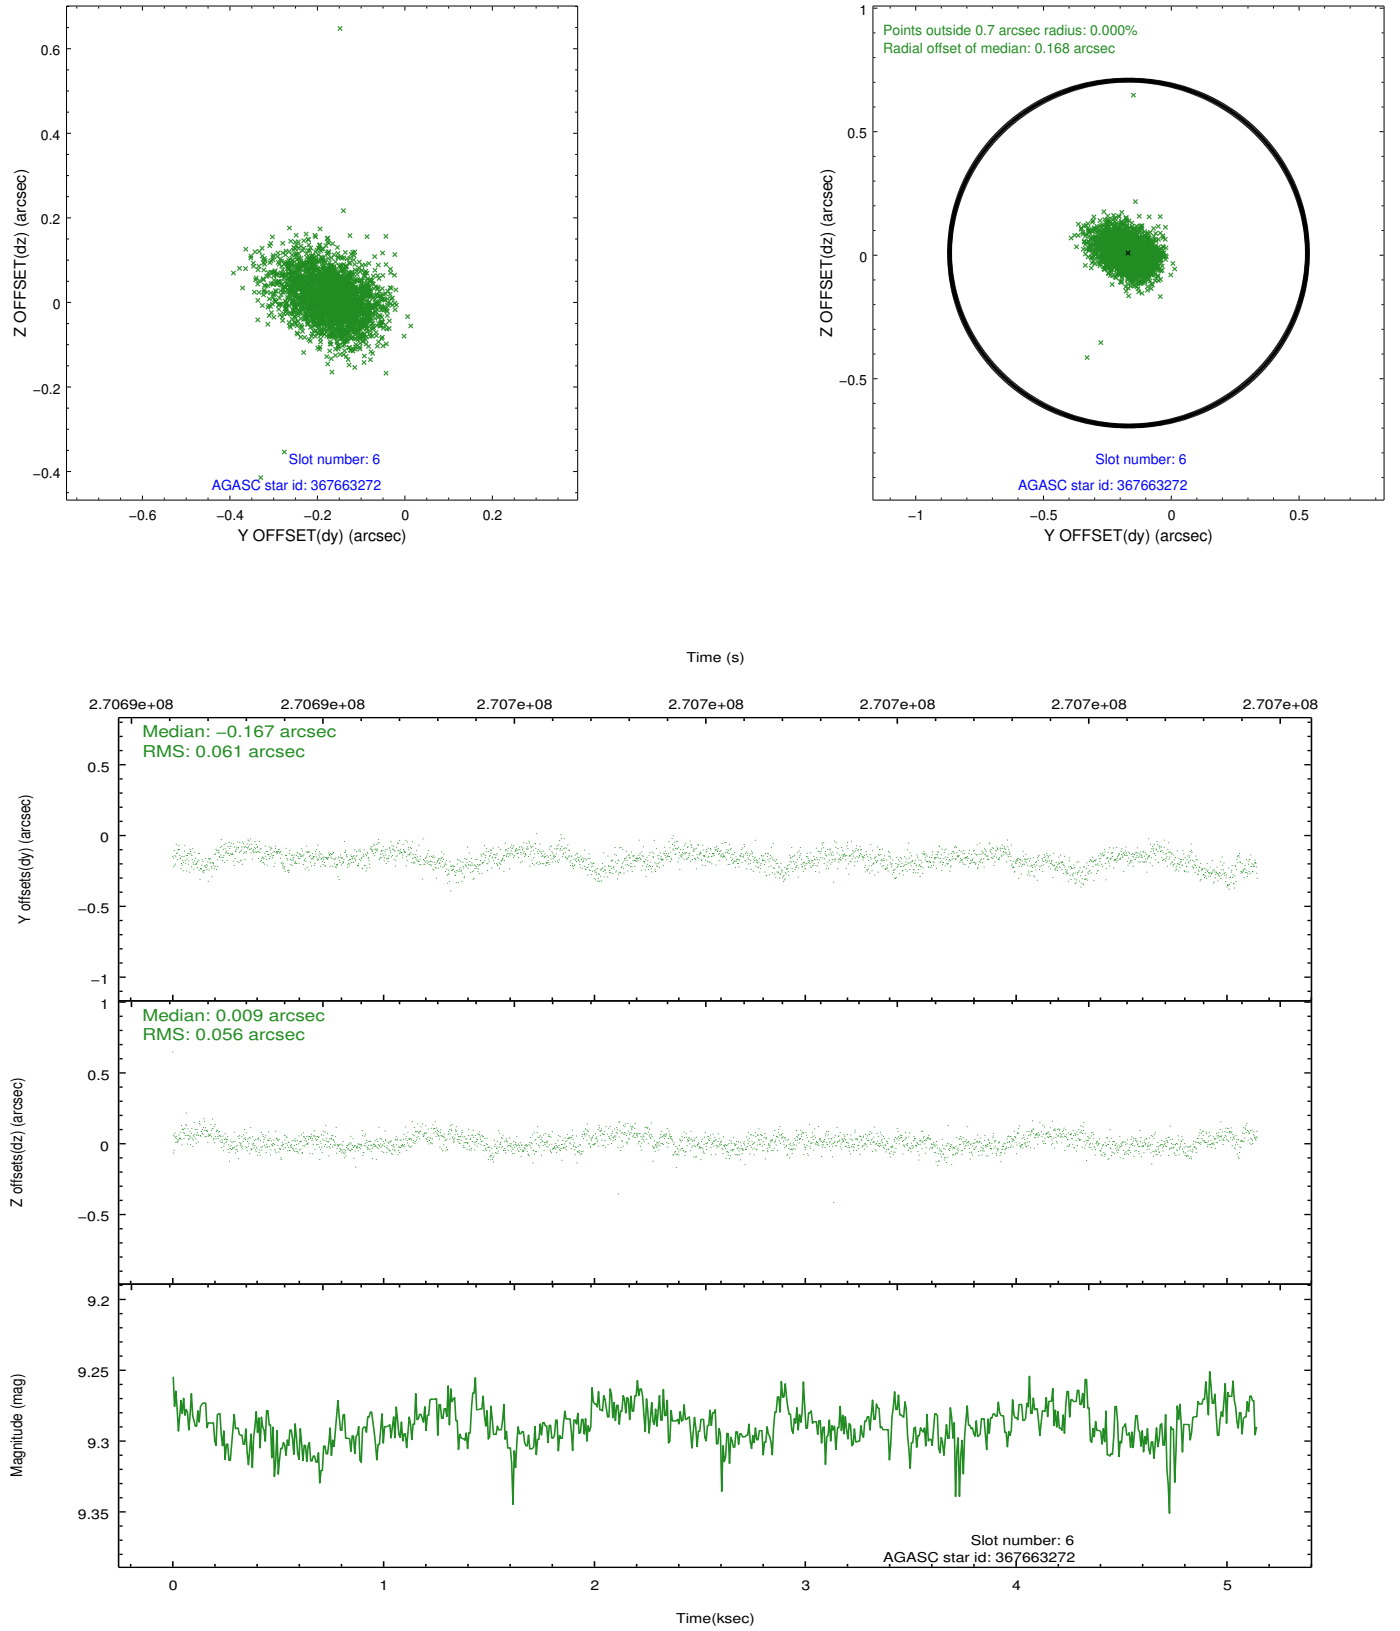 0.6
0.4
0.2
0
−0.2
−0.4
Z OFFSET(dz) (arcsec)
Slot number: 6
AGASC star id: 367663272
−0.6 −0.4 −0.2 0 0.2
Y OFFSET(dy) (arcsec)
1
0.5
0
−0.5
Z OFFSET(dz) (arcsec)
Points outside 0.7 arcsec radius: 0.000%
Radial offset of median: 0.168 arcsec
Slot number: 6
AGASC star id: 367663272
−1 −0.5 0 0.5
Y OFFSET(dy) (arcsec)
Time (s)
2.7069e+08 2.7069e+08 2.707e+08 2.707e+08 2.707e+08 2.707e+08 2.707e+08
Median: −0.167 arcsec
RMS: 0.061 arcsec
0.5
0
−0.5
−1
Y offsets(dy) (arcsec)
Median: 0.009 arcsec
RMS: 0.056 arcsec
1
0.5
0
−0.5
Z offsets(dz) (arcsec)
9.2
9.25
9.3
9.35
Magnitude (mag)
Slot number: 6
AGASC star id: 367663272
0 1 2 3 4 5
Time(ksec)